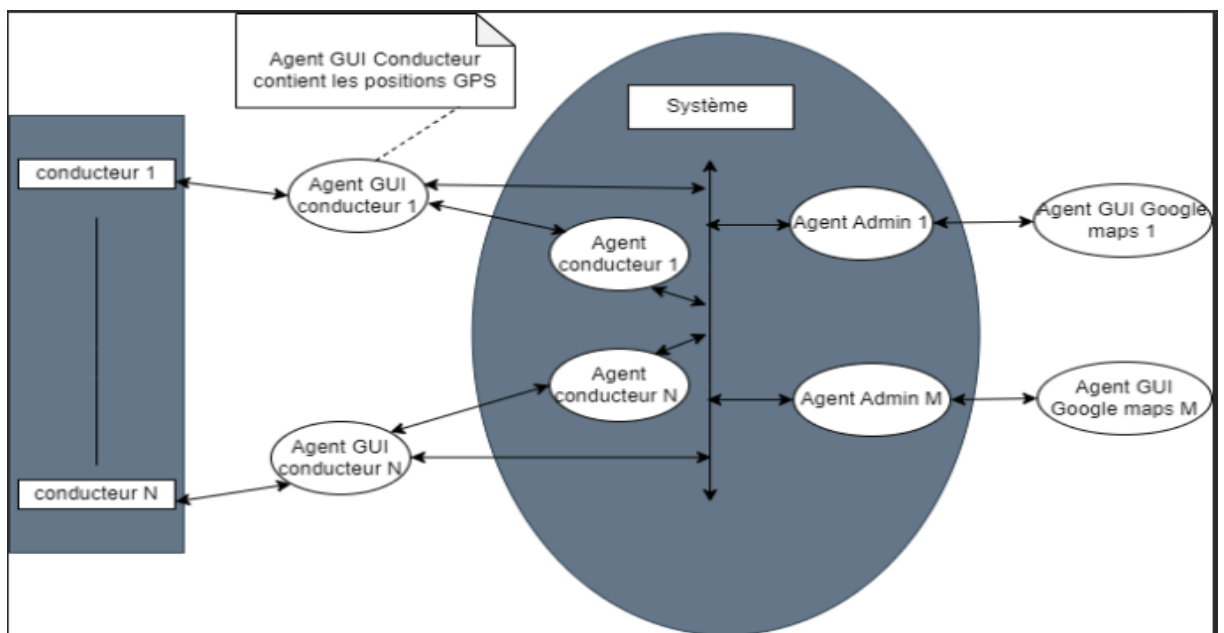 Agent GUI Conducteur
contient les positions GPS
Système
conducteur 1
Agent GUI
conducteur 1
Agent
conducteur 1
Agent Admin 1
Agent GUI Google
maps 1
Agent
conducteur N
Agent Admin M
Agent GUI
Google maps M
Agent GUI
conducteur N
conducteur N